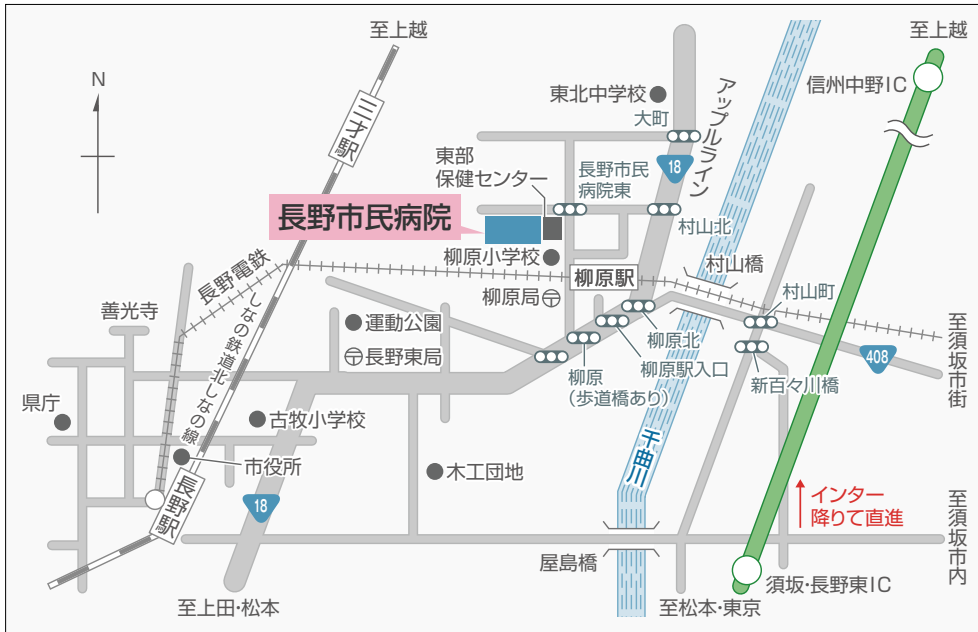 至上越
至上越
N
三才駅
東北中学校
大町
アップルライン
信州中野IC
18
東部
保健センター
長野市民
病院東
長野市民病院
村山北
柳原小学校
村山橋
長野電鉄
柳原駅
柳原局
村山町
善光寺
しなの鉄道北しなの線
運動公園
柳原北
至須坂市街
長野東局
柳原駅入口
408
柳原
(歩道橋あり)
新百々川橋
県庁
古牧小学校
千曲川
市役所
木工団地
長野駅
18
インター
降りて直進
至須坂市内
屋島橋
須坂・長野東IC
至上田・松本
至松本・東京